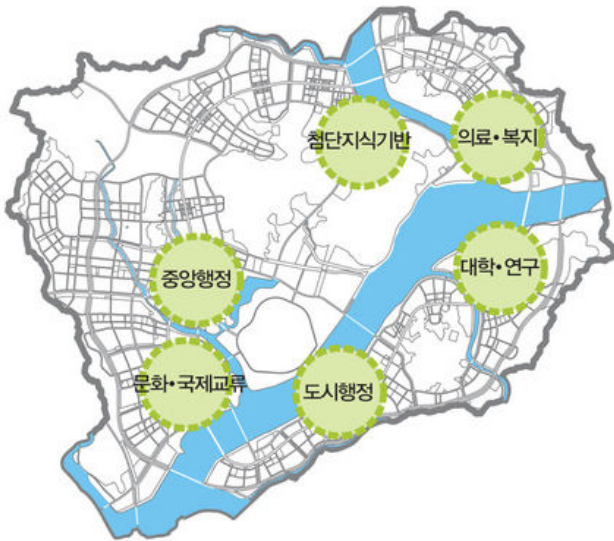 첨단지식기반
의료•복지
중앙행정
대학•연구
문화•국제교류
도시행정